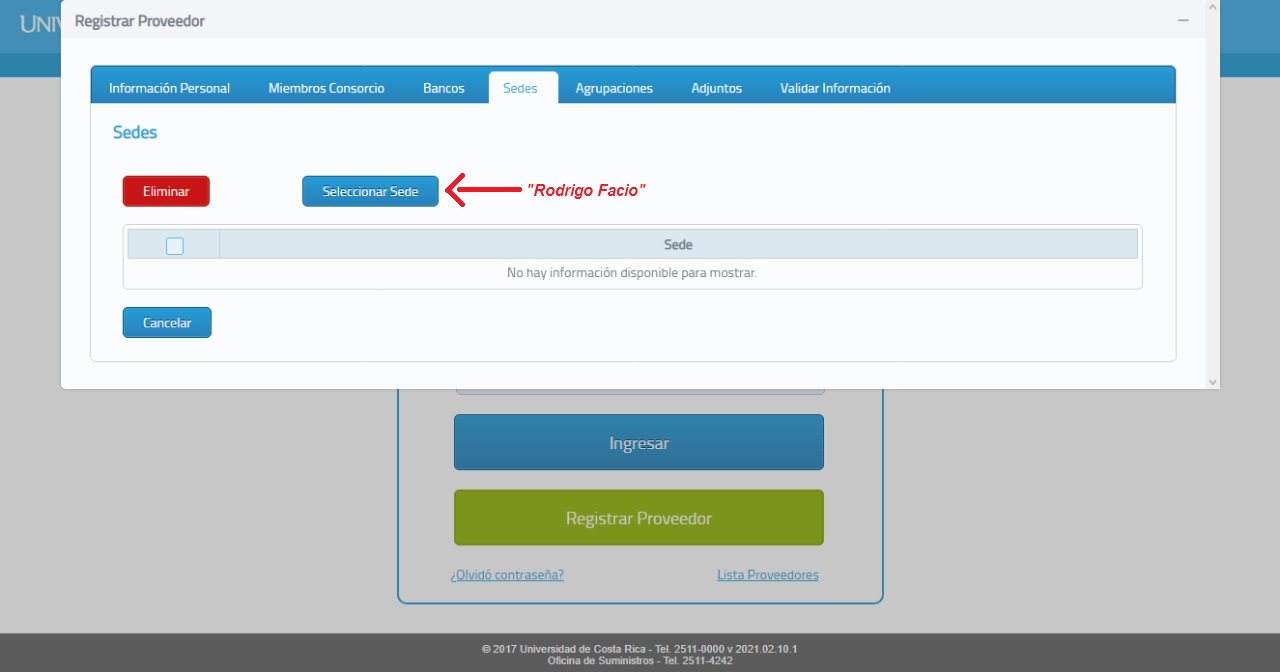 Registrar Proveedor
Información Personal Miembros Consorcio Bancos Sedes Agrupaciones Adjuntos Validar Información
Sedes
Eliminar Seleccionar Sede "Rodrigo Facio"
Sede
No hay información disponible para mostrar.
Cancelar
Ingresar
Registrar Proveedor
¿Olvidó contraseña? Lista Proveedores
© 2017 Universidad de Costa Rica - Tel. 2511-0000 v 2021.02.10.1
Oficina de Suministros - Tel. 2511-4242